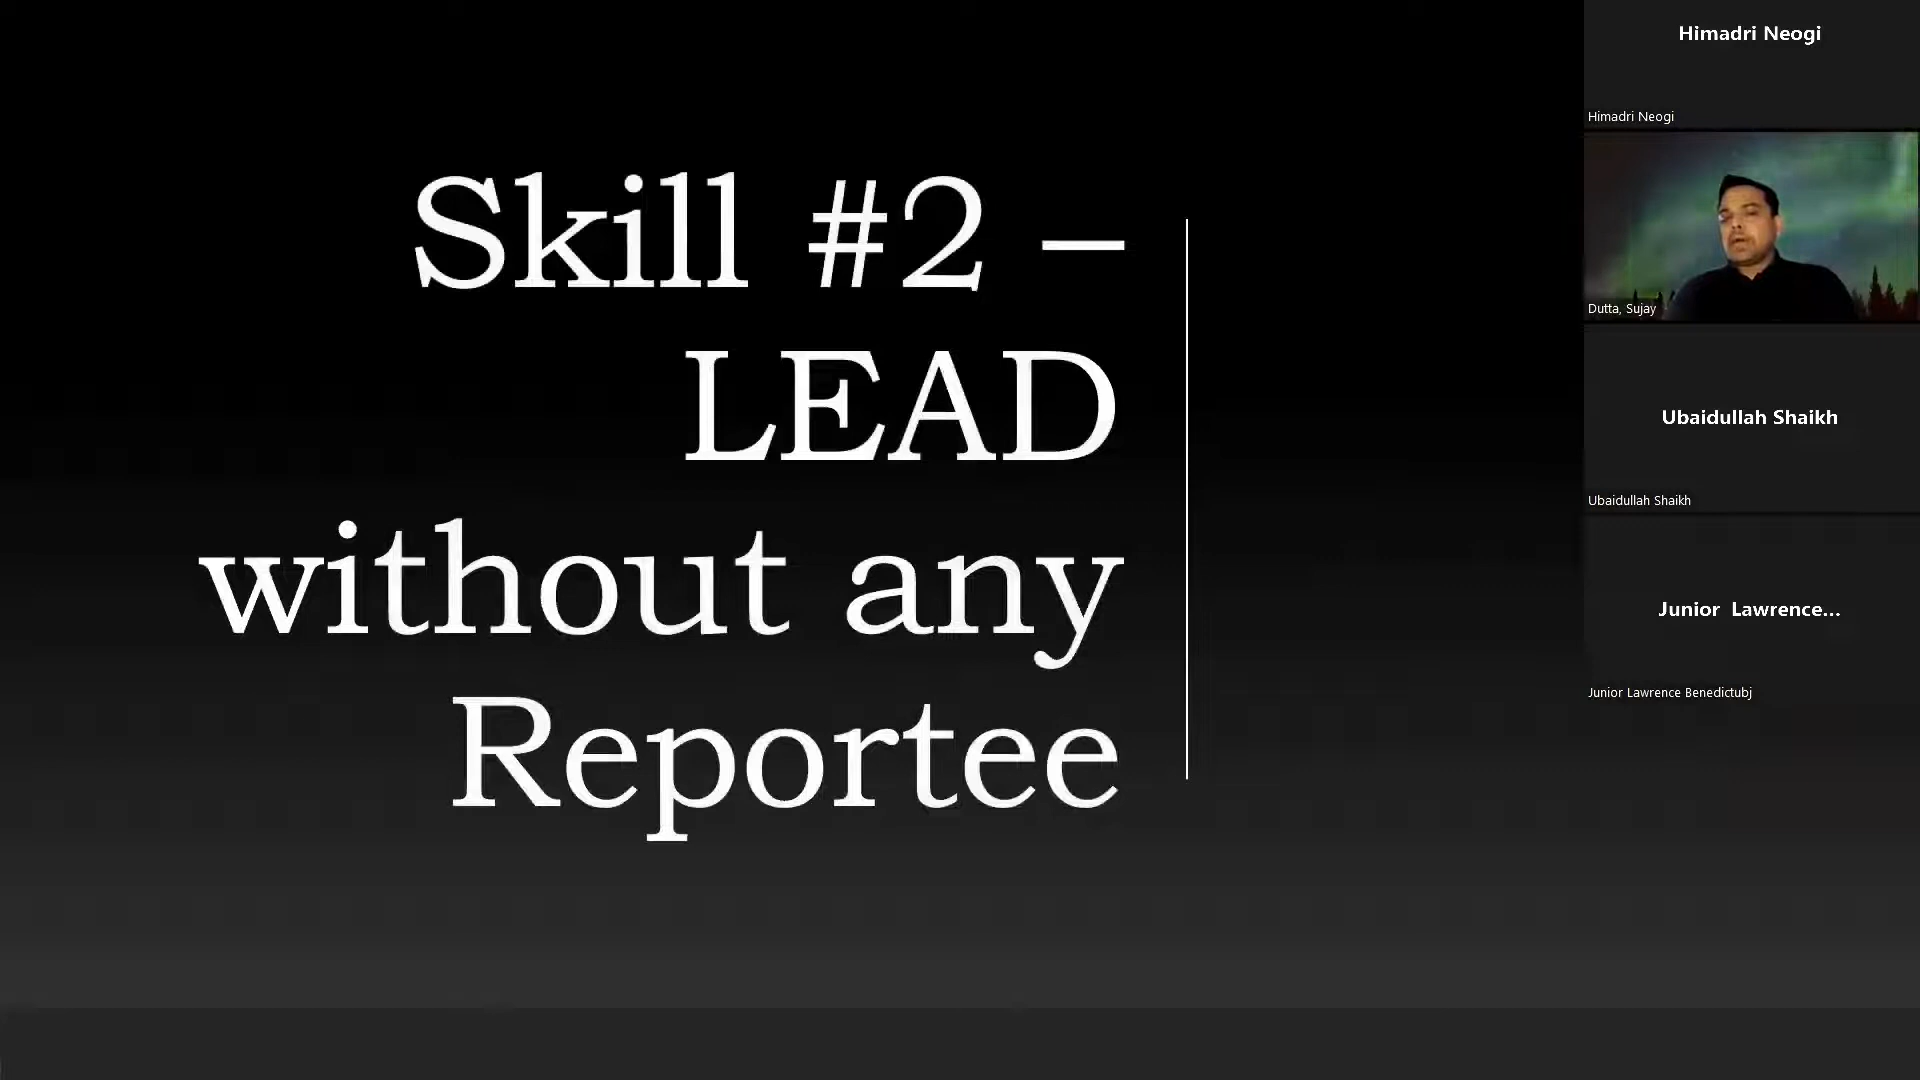 Skill #2 –
LEAD
without any
Reportee
Himadri Neogi
Himadri Neogi
Dutta, Sujay
Ubaidullah Shaikh
Ubaidullah Shaikh
Junior Lawrence...
Junior Lawrence Benedictubj